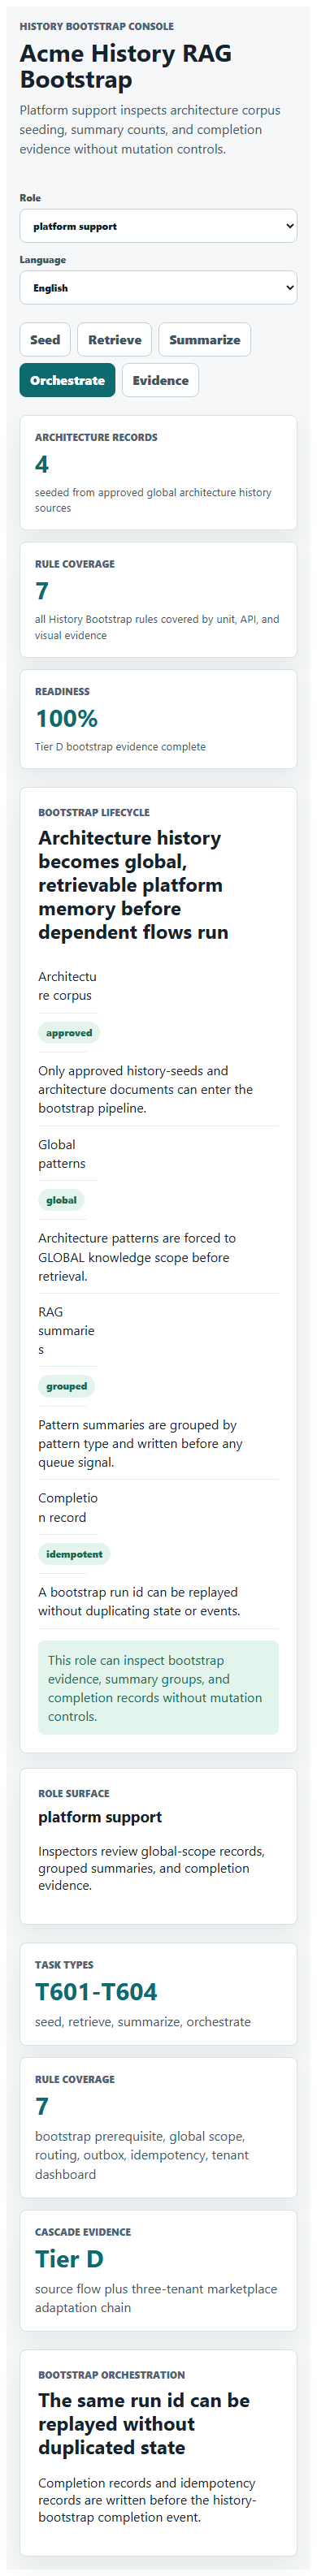 HISTORY BOOTSTRAP CONSOLE
Acme History RAG
Bootstrap
Platform support inspects architecture corpus
seeding, summary counts, and completion
evidence without mutation controls.
Role
platform support
Language
English
Seed
Retrieve
Summarize
Orchestrate
Evidence
ARCHITECTURE RECORDS
4
seeded from approved global architecture history
sources
RULE COVERAGE
7
all History Bootstrap rules covered by unit, API, and
visual evidence
READINESS
100%
Tier D bootstrap evidence complete
BOOTSTRAP LIFECYCLE
Architecture history
becomes global,
retrievable platform
memory before
dependent flows run
Architectu
re corpus
approved
Only approved history-seeds and
architecture documents can enter the
bootstrap pipeline.
Global
patterns
global
Architecture patterns are forced to
GLOBAL knowledge scope before
retrieval.
RAG
summarie
s
grouped
Pattern summaries are grouped by
pattern type and written before any
queue signal.
Completio
n record
idempotent
A bootstrap run id can be replayed
without duplicating state or events.
This role can inspect bootstrap
evidence, summary groups, and
completion records without mutation
controls.
ROLE SURFACE
platform support
Inspectors review global-scope records,
grouped summaries, and completion
evidence.
TASK TYPES
T601-T604
seed, retrieve, summarize, orchestrate
RULE COVERAGE
7
bootstrap prerequisite, global scope,
routing, outbox, idempotency, tenant
dashboard
CASCADE EVIDENCE
Tier D
source flow plus three-tenant marketplace
adaptation chain
BOOTSTRAP ORCHESTRATION
The same run id can be
replayed without
duplicated state
Completion records and idempotency
records are written before the history-
bootstrap completion event.